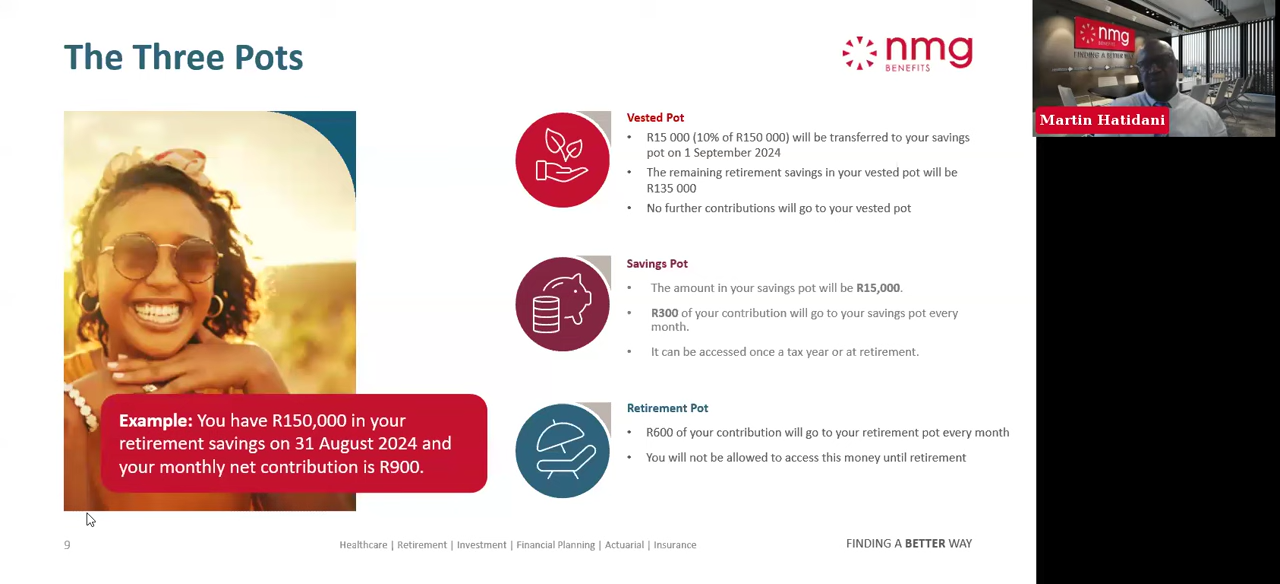 The Three Pots
nmg
BENEFITS
Vested Pot
• R15 000 (10% of R150 000) will be transferred to your savings
pot on 1 September 2024
• The remaining retirement savings in your vested pot will be
R135 000
• No further contributions will go to your vested pot
Savings Pot
• The amount in your savings pot will be R15,000.
• R300 of your contribution will go to your savings pot every
month.
• It can be accessed once a tax year or at retirement.
Example: You have R150,000 in your
retirement savings on 31 August 2024 and
your monthly net contribution is R900.
Retirement Pot
• R600 of your contribution will go to your retirement pot every month
• You will not be allowed to access this money until retirement
9
Healthcare | Retirement | Investment | Financial Planning | Actuarial | Insurance
FINDING A BETTER WAY
nmg
BENEFITS
FINDING A BETTER
Martin Hatidani